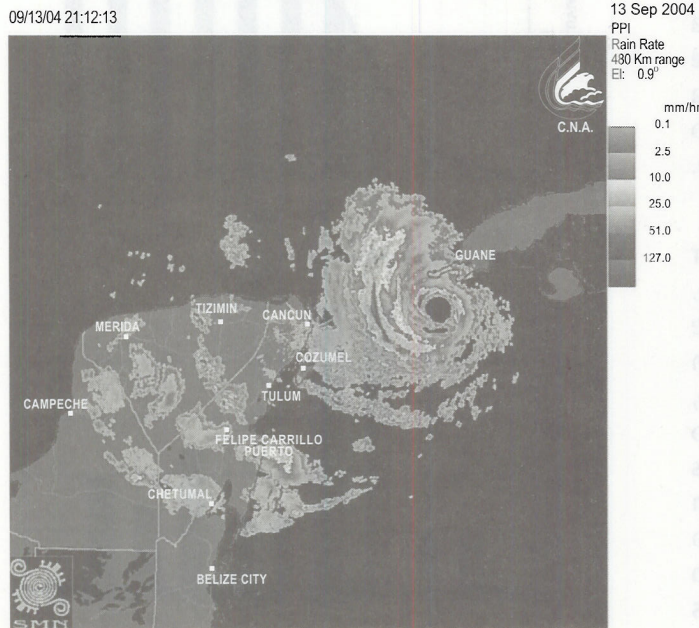 09/13/04 21:12:13
13 Sep 2004
PPI
Rain Rate
480 Km range
El: 0.9°
mm/hr
0.1
2.5
10.0
25.0
51.0
127.0
C.N.A.
GUANE
TIZIMIN
CANCUN
MERIDA
COZUMEL
TULUM
CAMPECHE
FELIPE CARRILLO
PUERTO
CHETUMAL
BELIZE CITY
SMN